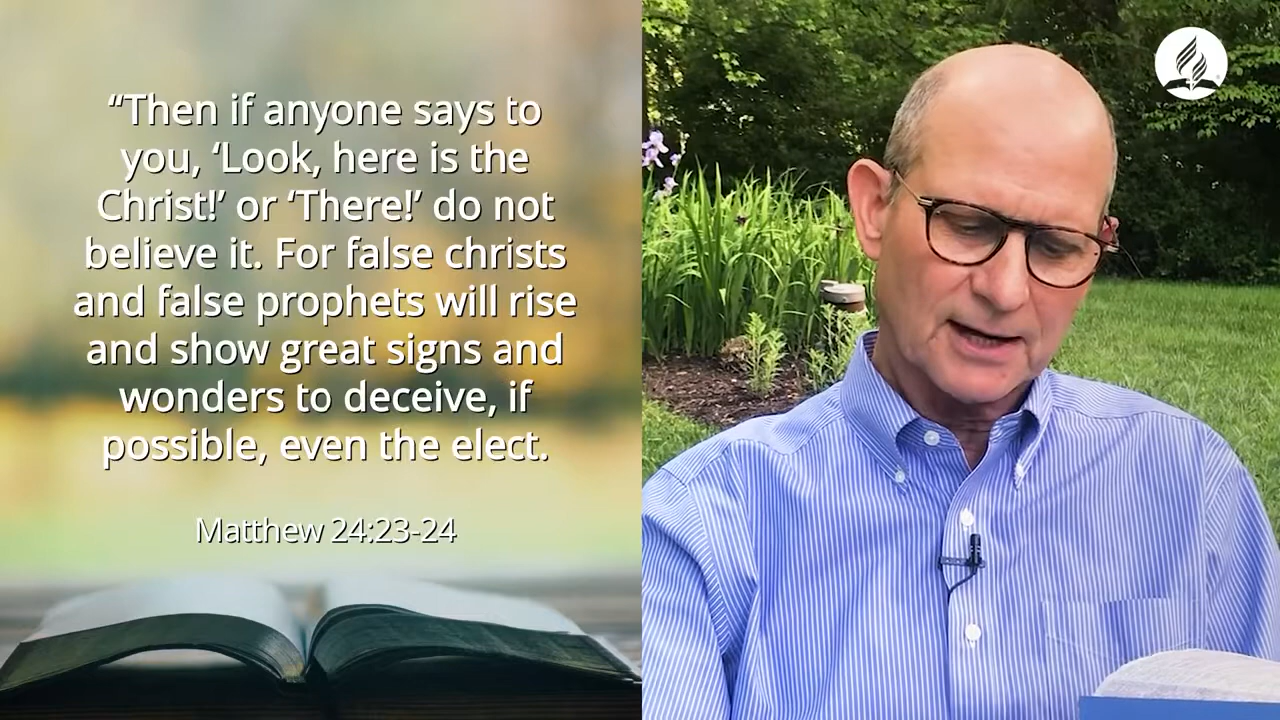 “Then if anyone says to
you, ‘Look, here is the
Christ!’ or ‘There!’ do not
believe it. For false christs
and false prophets will rise
and show great signs and
wonders to deceive, if
possible, even the elect.
Matthew 24:23-24